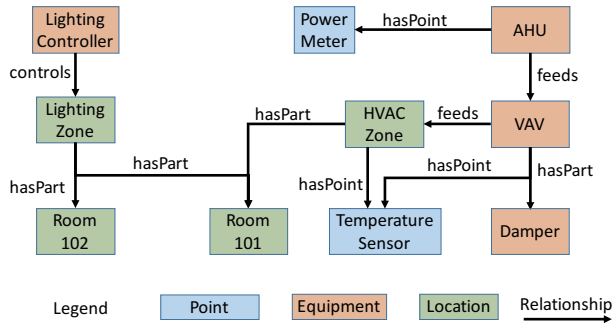 Lighting
Controller
Power
Meter
hasPoint
AHU
controls
feeds
Lighting
Zone
hasPart
HVAC
Zone
feeds
VAV
hasPart
hasPoint
hasPart
hasPart
hasPoint
Room
102
Room
101
Temperature
Sensor
Damper
Legend
Point
Equipment
Location
Relationship